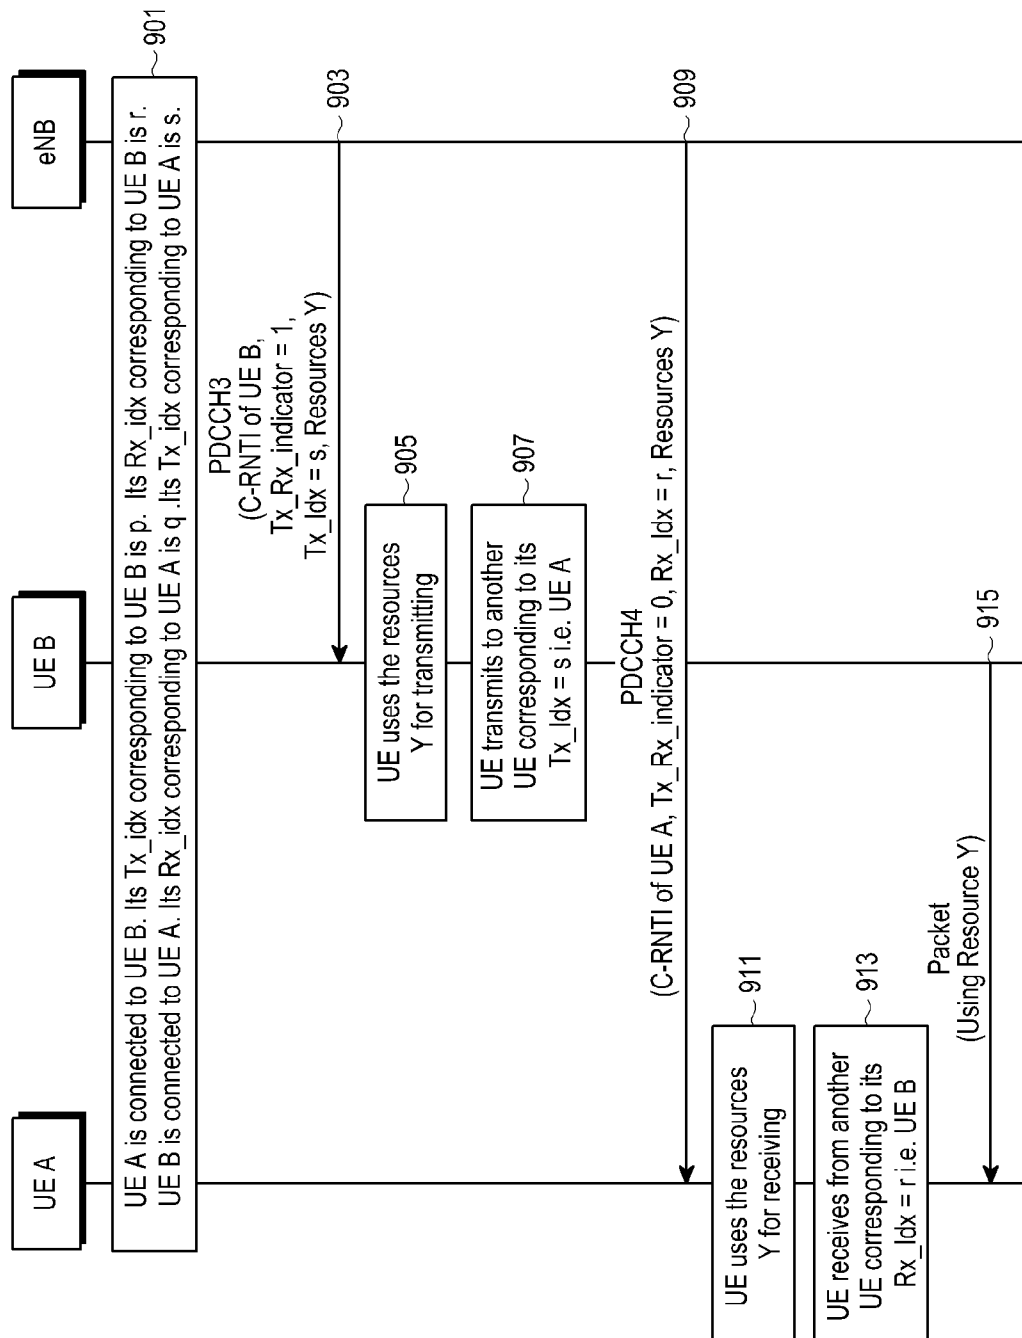 UE A
UE B
eNB
901
UE A is connected to UE B. Its Tx_idx corresponding to UE B is p. Its Rx_idx corresponding to UE B is r.
UE B is connected to UE A. Its Rx_idx corresponding to UE A is q .Its Tx_idx corresponding to UE A is s.
PDCCH3
(C-RNTI of UE B,
Tx_Rx_indicator = 1,
Tx_Idx = s, Resources Y)
903
UE uses the resources
Y for transmitting
905
UE transmits to another
UE corresponding to its
Tx_Idx = s i.e. UE A
907
PDCCH4
(C-RNTI of UE A, Tx_Rx_indicator = 0, Rx_Idx = r, Resources Y)
909
UE uses the resources
Y for receiving
911
UE receives from another
UE corresponding to its
Rx_Idx = r i.e. UE B
913
Packet
(Using Resource Y)
915